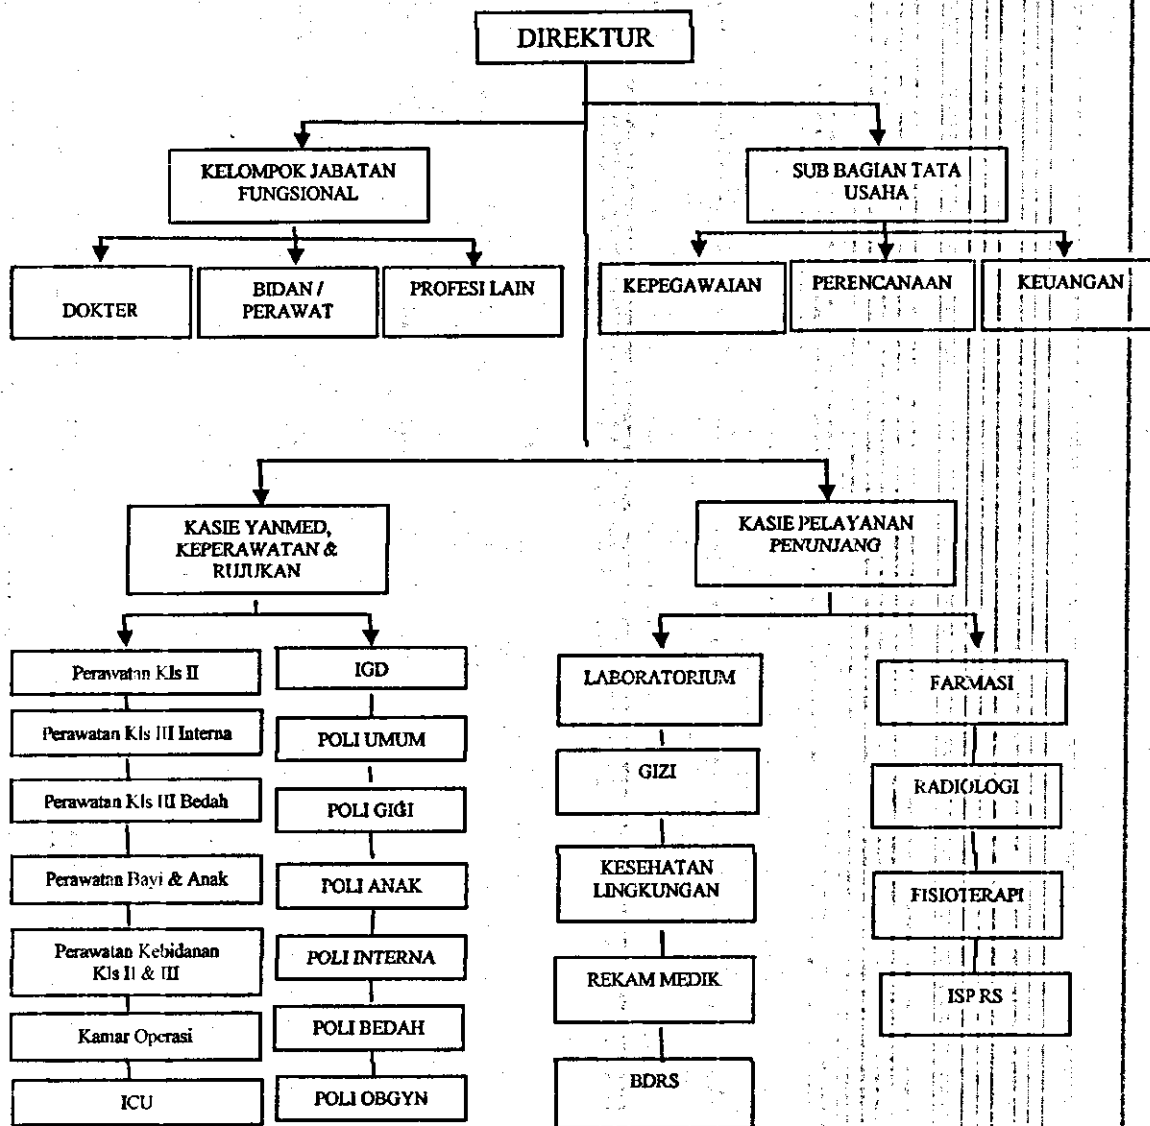 DIREKTUR
KELOMPOK JABATAN
FUNGSIONAL
SUB BAGIAN TATA
USAHA
DOKTER
BIDAN /
PERAWAT
PROFESI LAIN
KEPEGAWAIAN
PERENCANAAN
KEUANGAN
KASIE YANMED,
KEPERAWATAN &
RUJUKAN
KASIE PELAYANAN
PENUNJANG
Perawatan Kls II
Perawatan Kls III Interna
Perawatan Kls III Bedah
Perawatan Bayi & Anak
Perawatan Kebidanan
Kls II & III
Kamar Operasi
ICU
IGD
POLI UMUM
POLI GIGI
POLI ANAK
POLI INTERNA
POLI BEDAH
POLI OBGYN
LABORATORIUM
GIZI
KESEHATAN
LINGKUNGAN
REKAM MEDIK
BDRS
FARMASI
RADIOLOGI
FISIOTERAPI
ISP RS